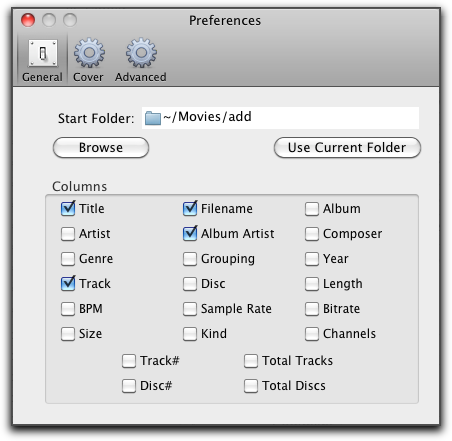 Preferences
General Cover Advanced
Start Folder: ~/Movies/add
Browse Use Current Folder
Columns
Title Filename Album
Artist Album Artist Composer
Genre Grouping Year
Track Disc Length
BPM Sample Rate Bitrate
Size Kind Channels
Track# Total Tracks
Disc# Total Discs